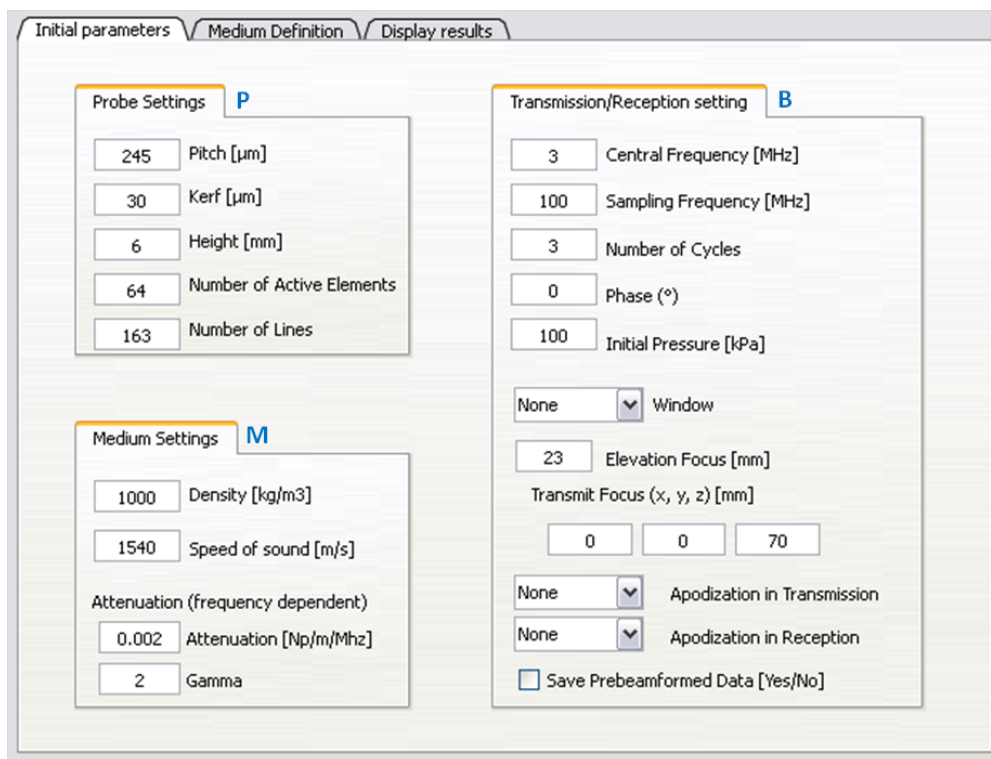 Initial parameters
Medium Definition
Display results
Probe Settings
P
245 Pitch [µm]
30 Kerf [µm]
6 Height [mm]
64 Number of Active Elements
163 Number of Lines
Medium Settings
M
1000 Density [kg/m3]
1540 Speed of sound [m/s]
Attenuation (frequency dependent)
0.002 Attenuation [Np/m/Mhz]
2 Gamma
Transmission/Reception setting
B
3 Central Frequency [MHz]
100 Sampling Frequency [MHz]
3 Number of Cycles
0 Phase (°)
100 Initial Pressure [kPa]
None Window
23 Elevation Focus [mm]
Transmit Focus (x, y, z) [mm]
0 0 70
None Apodization in Transmission
None Apodization in Reception
Save Prebeamformed Data [Yes/No]